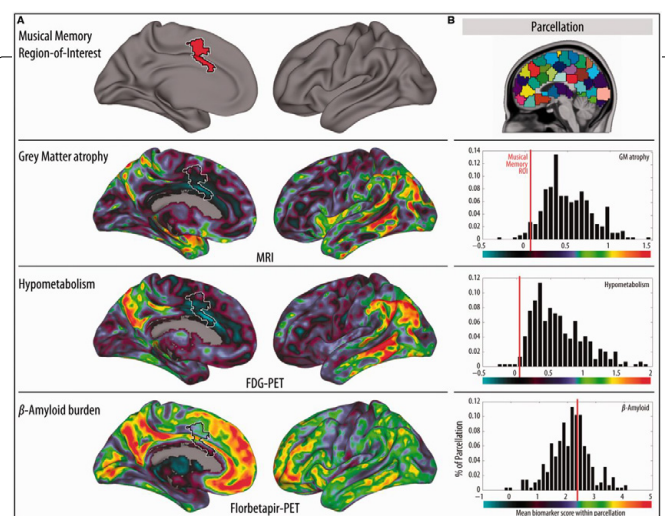 A
B
Musical Memory
Region-of-Interest
Parcellation
Grey Matter atrophy
MRI
0.14
0.12
0.10
0.08
0.06
0.04
0.02
0
Musical
Memory
ROI
GM atrophy
−0.5
0
0.5
1
1.5
Hypometabolism
FDG-PET
0.12
0.10
0.08
0.06
0.04
0.02
0
Hypometabolism
−0.5
0
0.5
1
1.5
2
β-Amyloid burden
Florbetapir-PET
% of Parcellation
0.12
0.10
0.08
0.06
0.04
0.02
0
β-Amyloid
−1
0
1
2
3
4
5
Mean biomarker score within parcellation